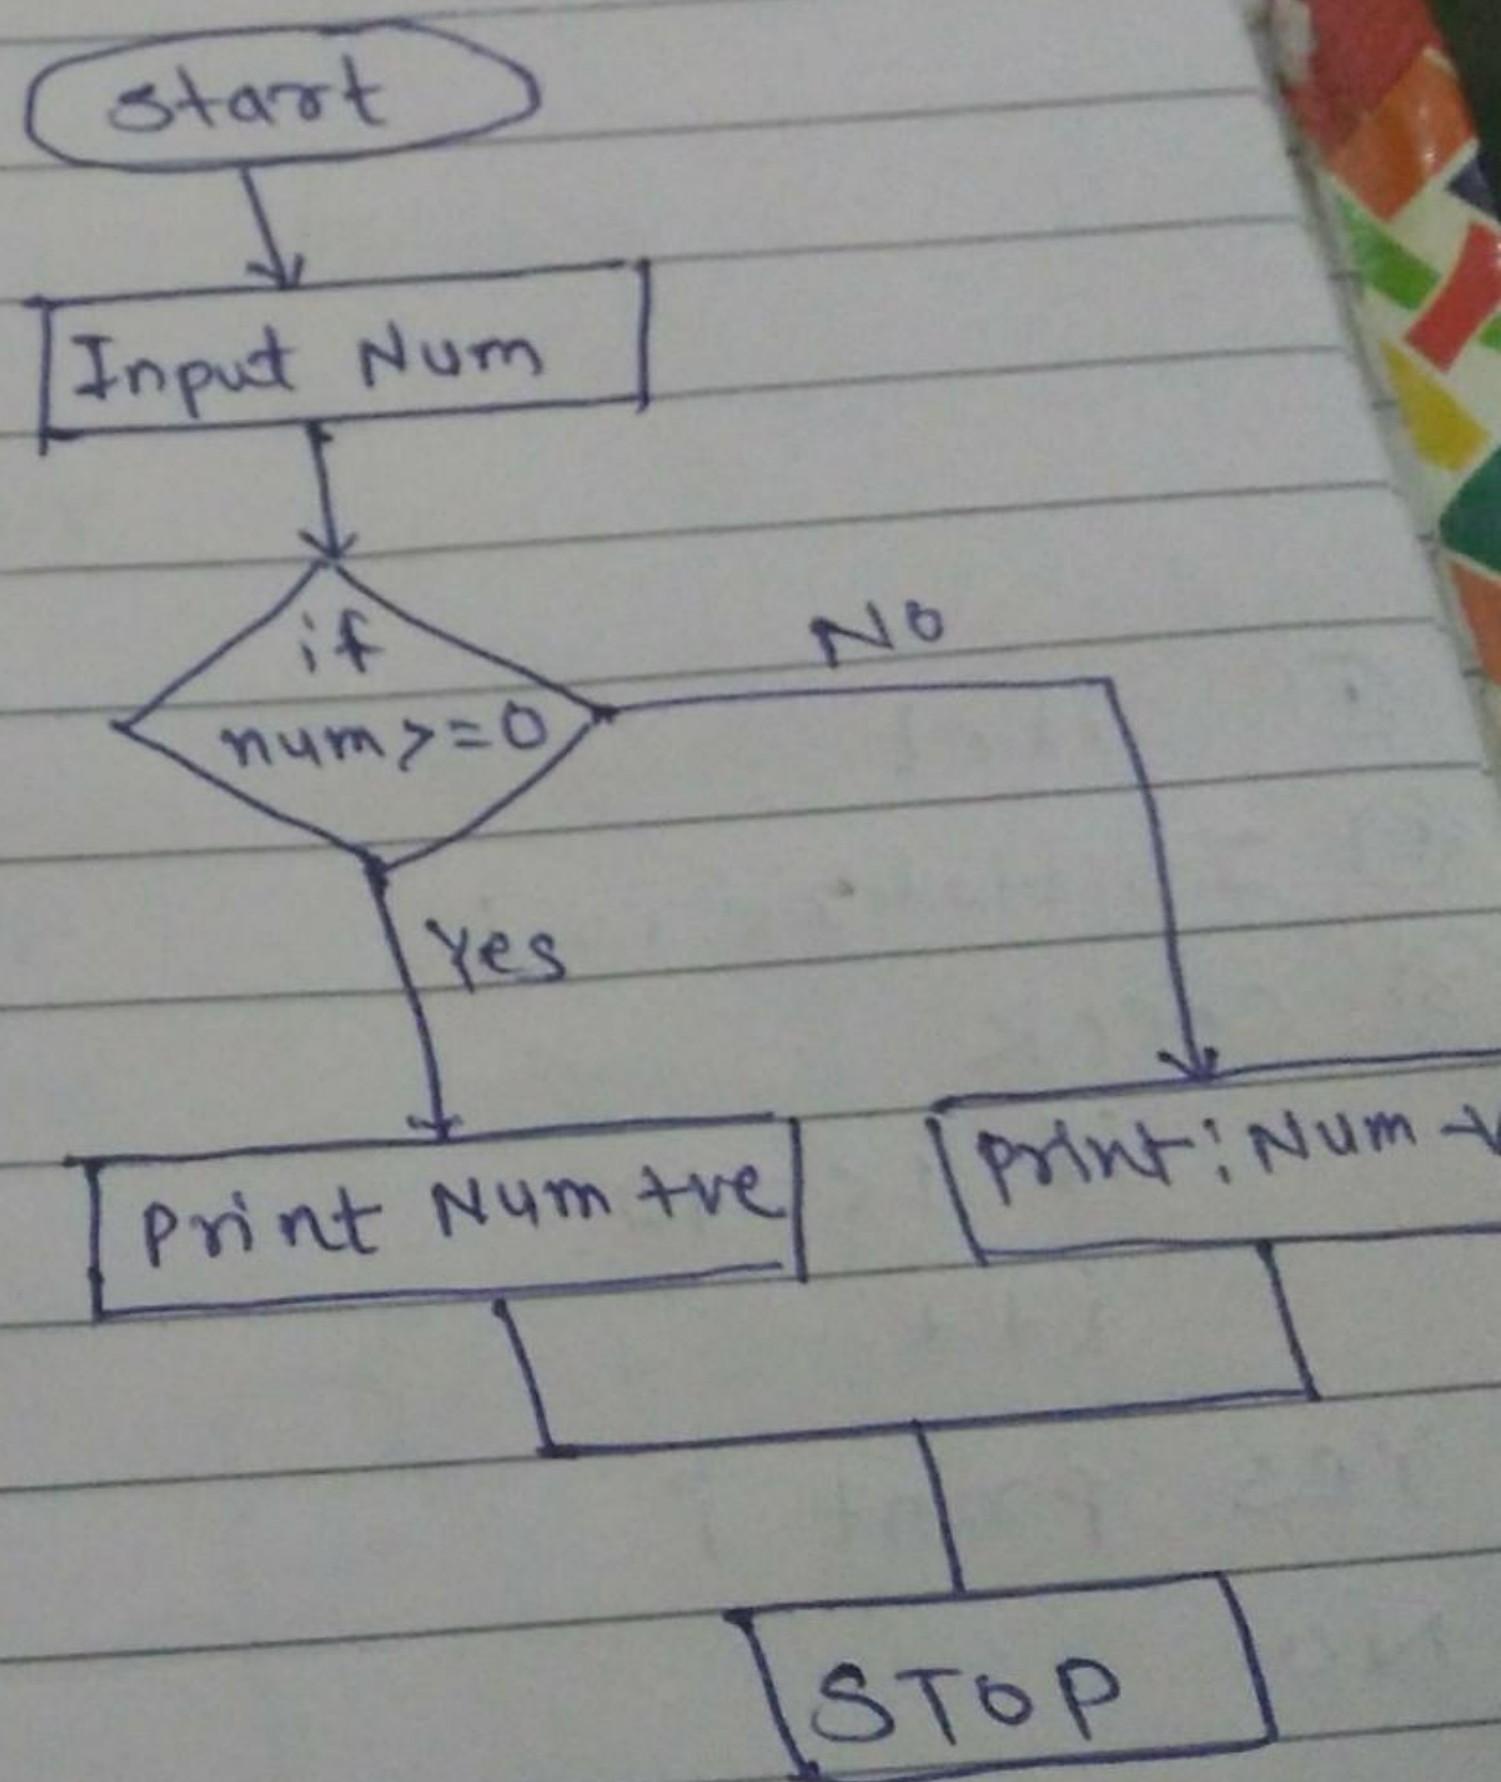 Start
Input Num
if
num>=0
No
Yes
Print Num +ve
Print: Num
STOP